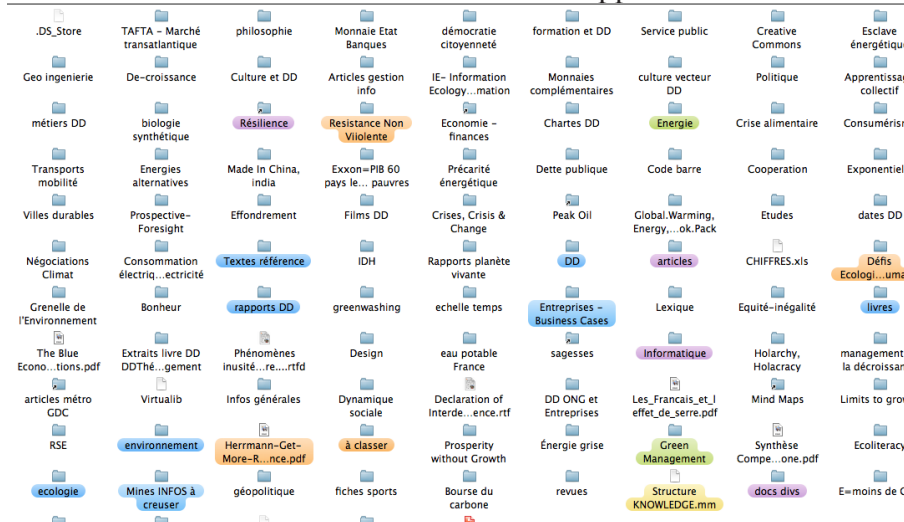 .DS_Store TAFTA – Marché transatlantique philosophie Monnaie Etat Banques démocratie citoyenneté formation et DD Service public Creative Commons Esclave énergétique
Geo ingenierie De-croissance Culture et DD Articles gestion info IE- Information Ecology...mation Monnaies complémentaires culture vecteur DD Politique Apprentissag collectif
métiers DD biologie synthétique Résilience Resistance Non Viiolente Economie – finances Chartes DD Energie Crise alimentaire Consumérism
Transports mobilité Energies alternatives Made In China, india Exxon=PIB 60 pays le... pauvres Précarité énergétique Dette publique Code barre Cooperation Exponentiel
Villes durables Prospective-Foresight Effondrement Films DD Crises, Crisis & Change Peak Oil Global.Warming, Energy,...ok.Pack Etudes dates DD
Négociations Climat Consommation électriq...ectricité Textes référence IDH Rapports planète vivante DD articles CHIFFRES.xls Défis Ecologi...uma
Grenelle de l'Environnement Bonheur rapports DD greenwashing echelle temps Entreprises – Business Cases Lexique Equité-inégalité livres
The Blue Econo...tions.pdf Extraits livre DD DDThé...gement Phénomènes inusité...re....rtfd Design eau potable France sagesses Informatique Holarchy, Holacracy management la décroissan
articles métro GDC Virtualib Infos générales Dynamique sociale Declaration of Interde...ence.rtf DD ONG et Entreprises Les_Francais_et_l effet_de_serre.pdf Mind Maps Limits to grow
RSE environnement Herrmann-Get-More-R...nce.pdf à classer Prosperity without Growth Énergie grise Green Management Synthèse Compe...one.pdf Ecoliteracy
ecologie Mines INFOS à creuser géopolitique fiches sports Bourse du carbone revues Structure KNOWLEDGE.mm docs divs E=moins de C